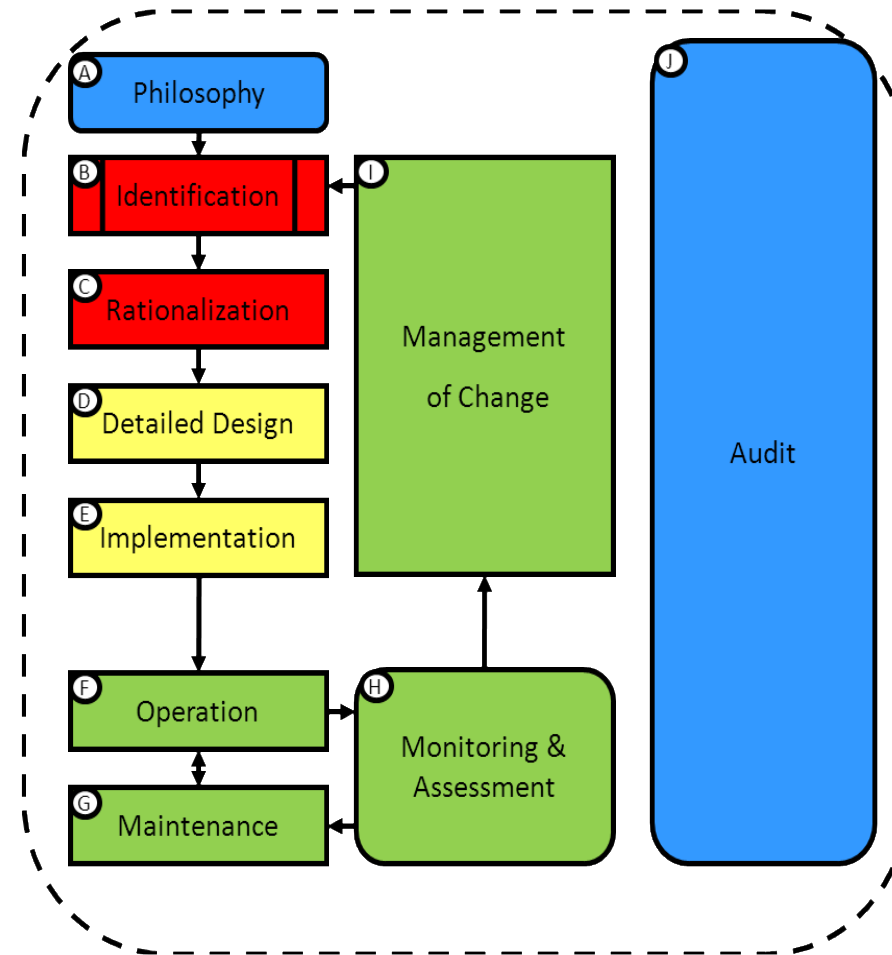 A
Philosophy
B
Identification
C
Rationalization
D
Detailed Design
E
Implementation
F
Operation
G
Maintenance
H
Monitoring &
Assessment
I
Management
of Change
J
Audit